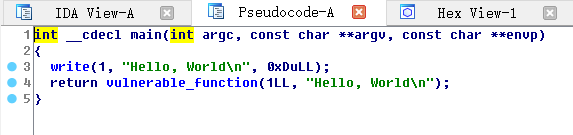 IDA View-A Pseudocode-A Hex View-1
1 int __cdecl main(int argc, const char **argv, const char **envp)
2 {
3 write(1, "Hello, World\n", 0xDuLL);
4 return vulnerable_function(1LL, "Hello, World\n");
5 }